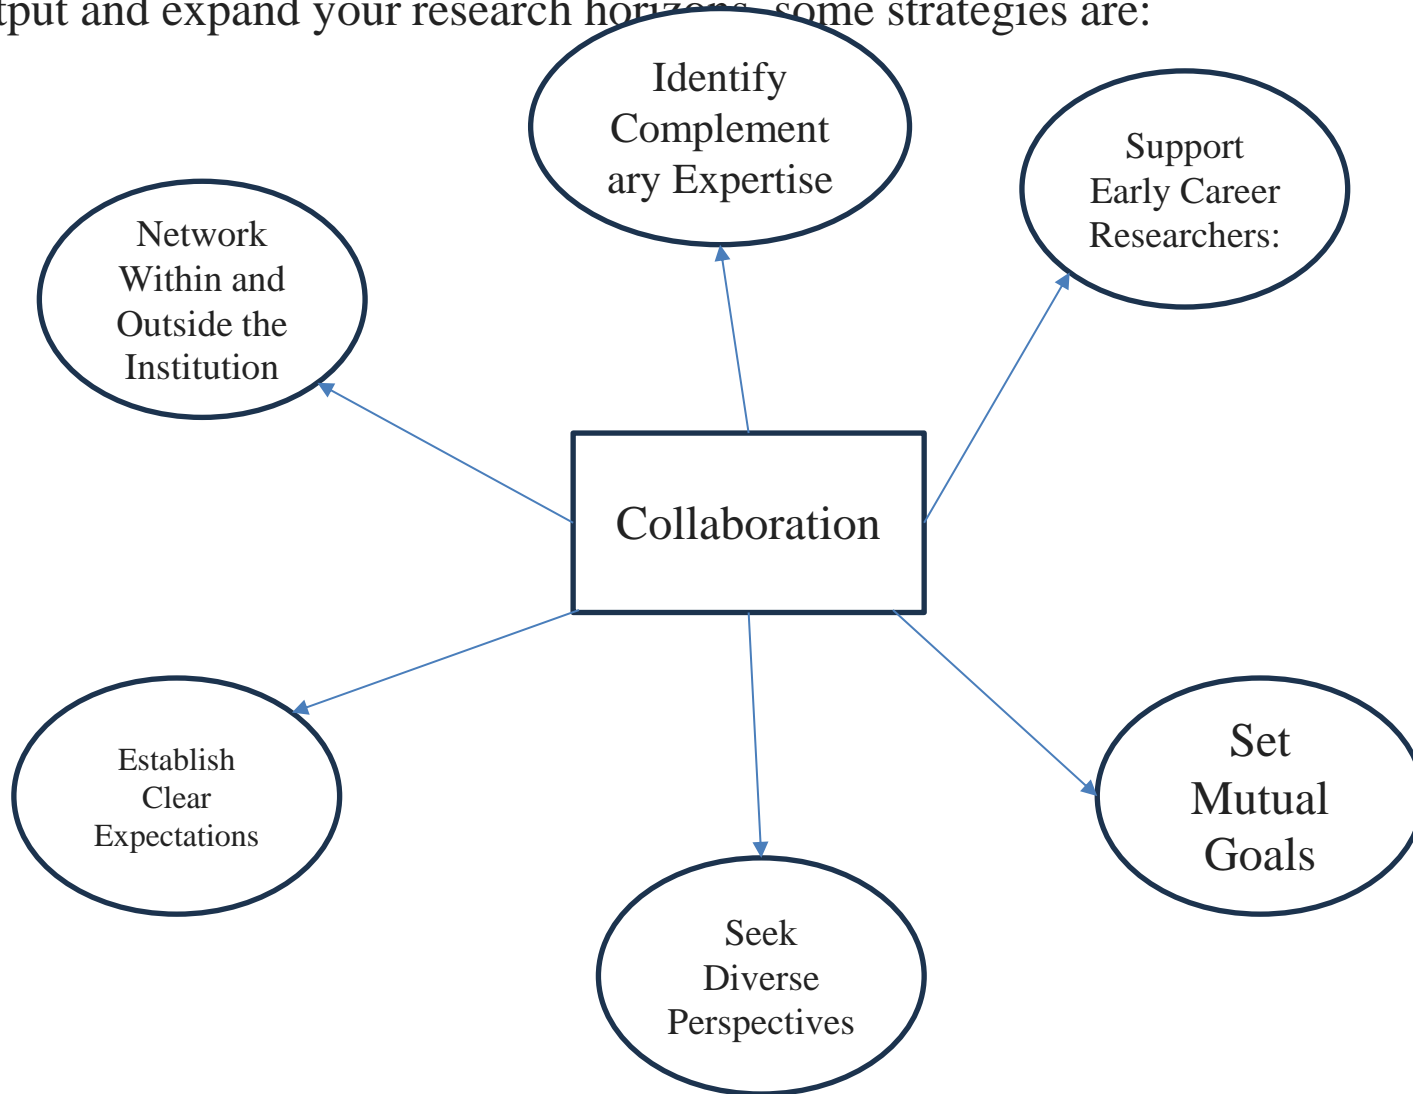 tput and expand your research horizons, some strategies are:
Identify
Complement
ary Expertise
Support
Early Career
Researchers:
Network
Within and
Outside the
Institution
Collaboration
Establish
Clear
Expectations
Set
Mutual
Goals
Seek
Diverse
Perspectives